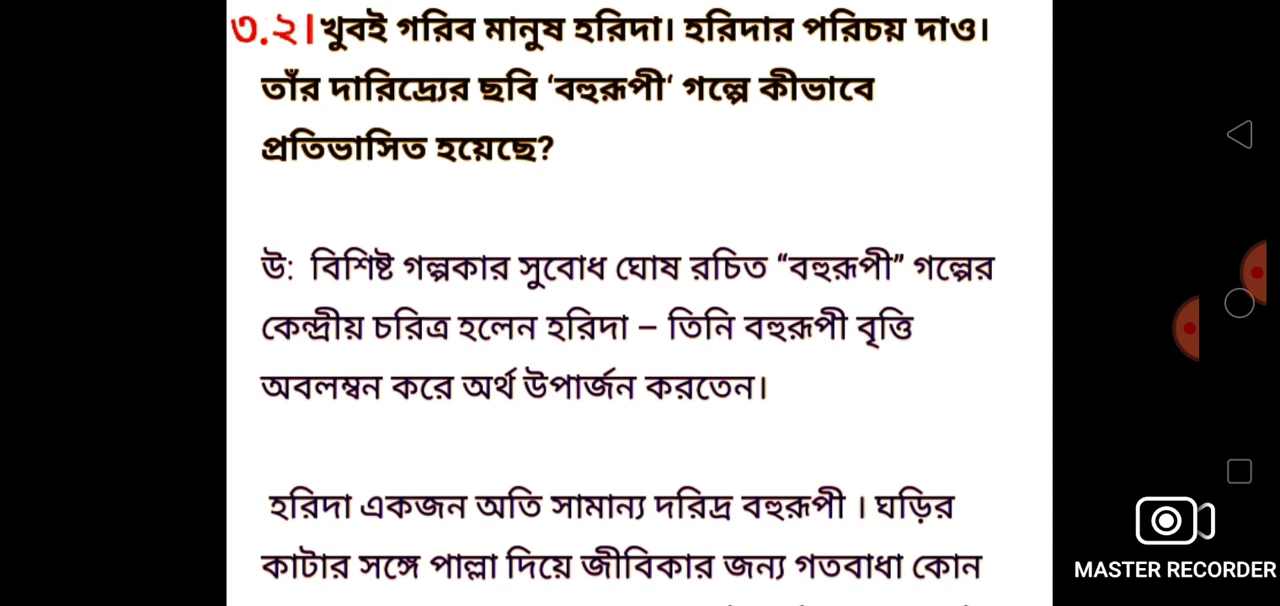 ৩.২। খুবই গরিব মানুষ হরিদা। হরিদার পরিচয় দাও।
তাঁর দারিদ্র্যের ছবি ‘বহুরূপী‘ গল্পে কীভাবে
প্রতিভাসিত হয়েছে?
উ: বিশিষ্ট গল্পকার সুবোধ ঘোষ রচিত “বহুরূপী” গল্পের
কেন্দ্রীয় চরিত্র হলেন হরিদা – তিনি বহুরূপী বৃত্তি
অবলম্বন করে অর্থ উপার্জন করতেন।
হরিদা একজন অতি সামান্য দরিদ্র বহুরূপী । ঘড়ির
কাটার সঙ্গে পাল্লা দিয়ে জীবিকার জন্য গতবাধা কোন
MASTER RECORDER